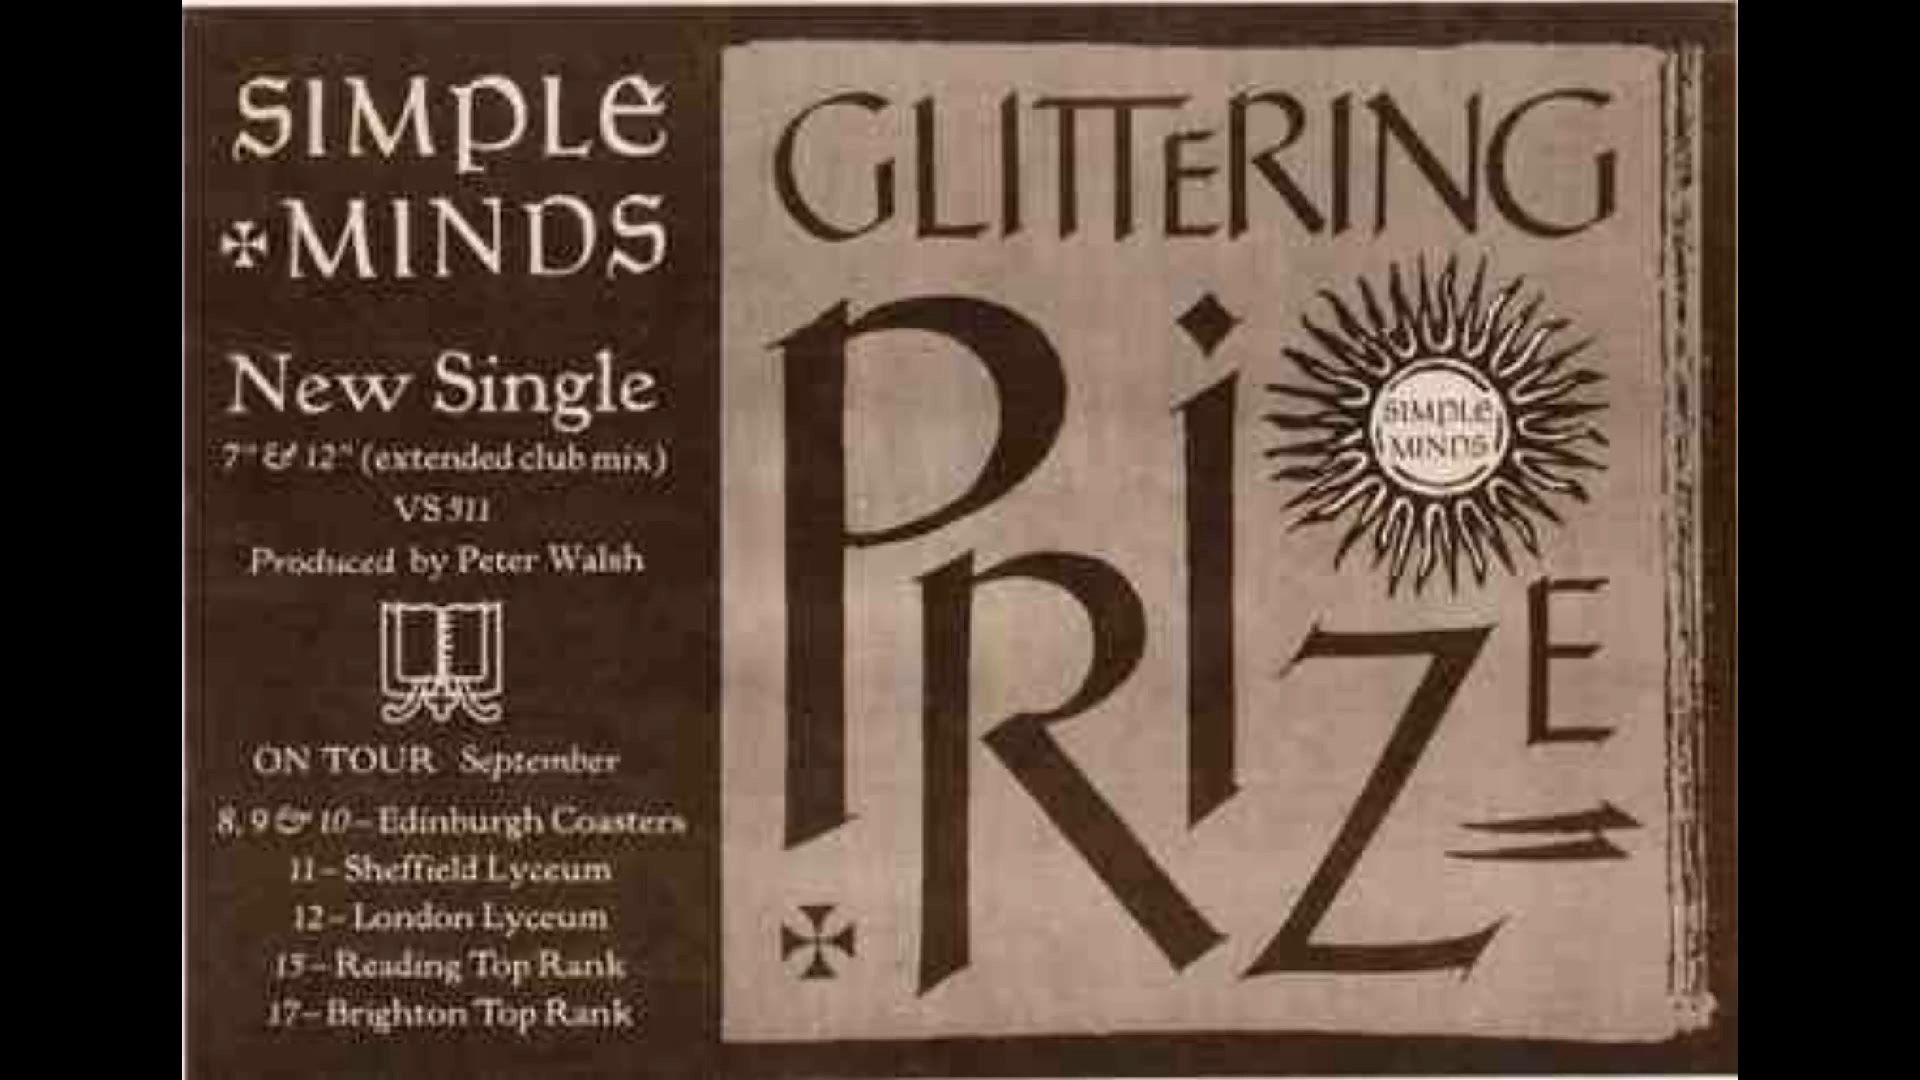 SIMPLE
MINDS
New Single
7" & 12" (extended club mix)
VS 511
Produced by Peter Walsh
ON TOUR September
8, 9 & 10 – Edinburgh Coasters
11 – Sheffield Lyceum
12 – London Lyceum
15 – Reading Top Rank
17 – Brighton Top Rank
GLITTERING
PRIZE
SIMPLE
MINDS